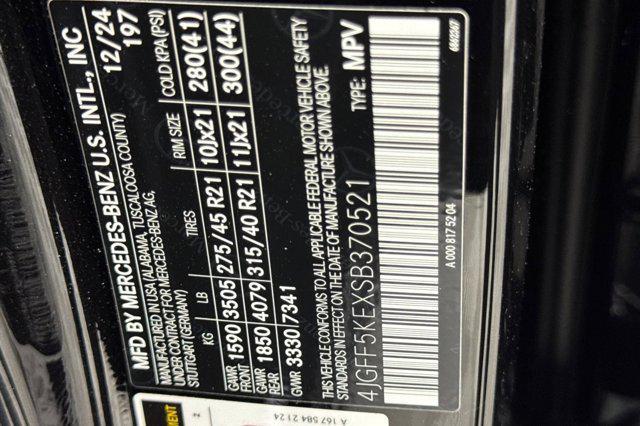 MFD BY MERCEDES-BENZ U.S. INTL., INC 12/24
MANUFACTURED IN USA (ALABAMA, TUSCALOOSA COUNTY) 197
UNDER CONTRACT FOR MERCEDES-BENZ AG,
STUTTGART (GERMANY)
KG LB TIRES RIM SIZE COLD KPA (PSI)
GAWR FRONT 1590 3505 275/45 R21 10Jx21 280(41)
GAWR REAR 1850 4079 315/40 R21 11Jx21 300(44)
GWR 3330/7341
THIS VEHICLE CONFORMS TO ALL APPLICABLE FEDERAL MOTOR VEHICLE SAFETY
STANDARDS IN EFFECT ON THE DATE OF MANUFACTURE SHOWN ABOVE.
4JGFF5KEXSB370521 TYPE: MPV
A 000 817 52 04
A 167 584 21 24